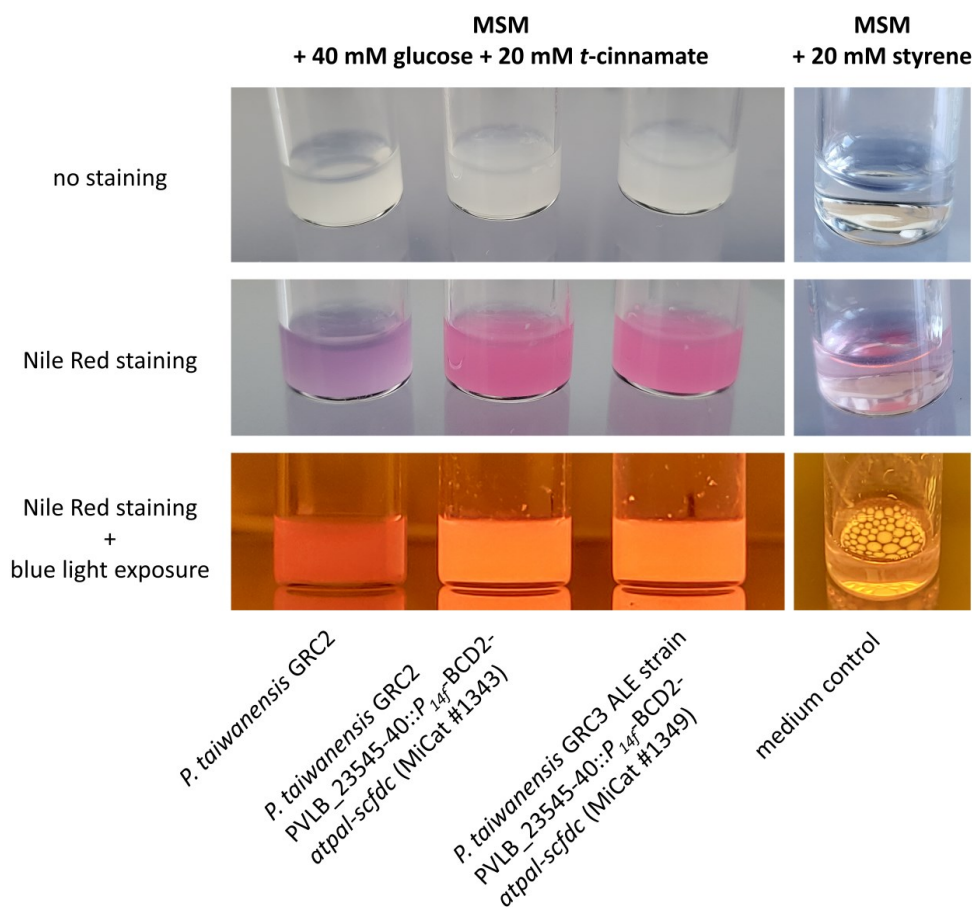 MSM
+ 40 mM glucose + 20 mM t-cinnamate
MSM
+ 20 mM styrene
no staining
Nile Red staining
Nile Red staining
+
blue light exposure
P. taiwanensis GRC2
P. taiwanensis GRC2
PVLB_23545-40::P14f-BCD2-
atpal-scfdc (MiCat #1343)
P. taiwanensis GRC3 ALE strain
PVLB_23545-40::P14f-BCD2-
atpal-scfdc (MiCat #1349)
medium control